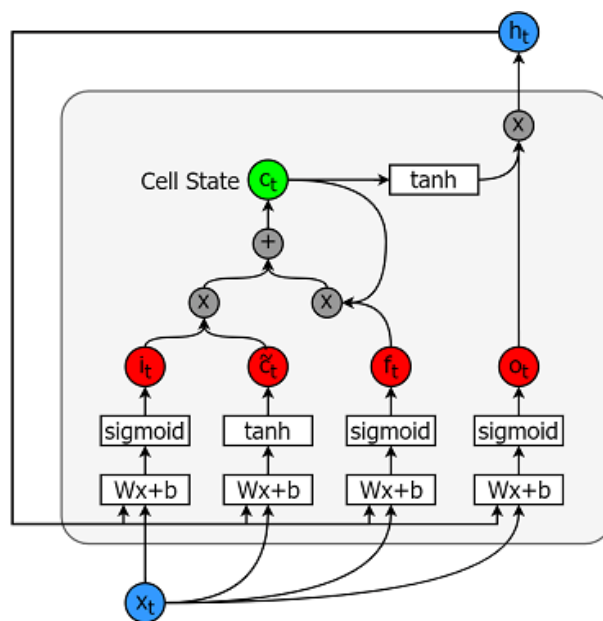 hₜ
x
Cell State cₜ tanh
+
x x
iₜ c̃ₜ fₜ oₜ
sigmoid tanh sigmoid sigmoid
Wx+b Wx+b Wx+b Wx+b
xₜ